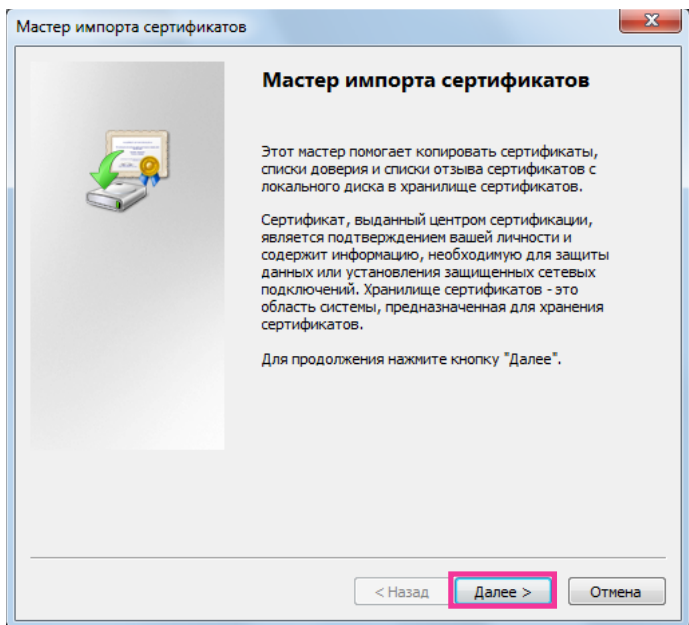 Мастер импорта сертификатов
Мастер импорта сертификатов
Этот мастер помогает копировать сертификаты,
списки доверия и списки отзыва сертификатов с
локального диска в хранилище сертификатов.
Сертификат, выданный центром сертификации,
является подтверждением вашей личности и
содержит информацию, необходимую для защиты
данных или установления защищенных сетевых
подключений. Хранилище сертификатов - это
область системы, предназначенная для хранения
сертификатов.
Для продолжения нажмите кнопку "Далее".
< Назад Далее > Отмена